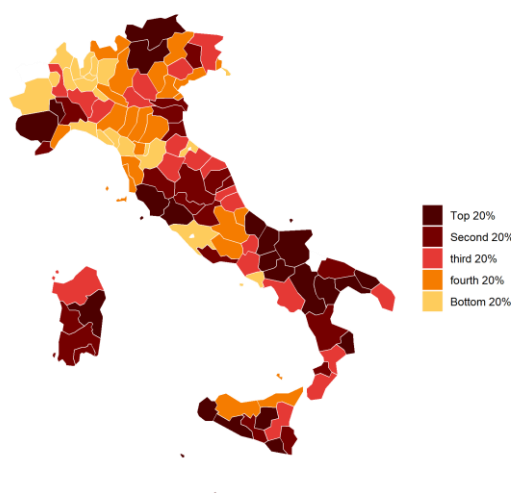 Top 20%
Second 20%
third 20%
fourth 20%
Bottom 20%